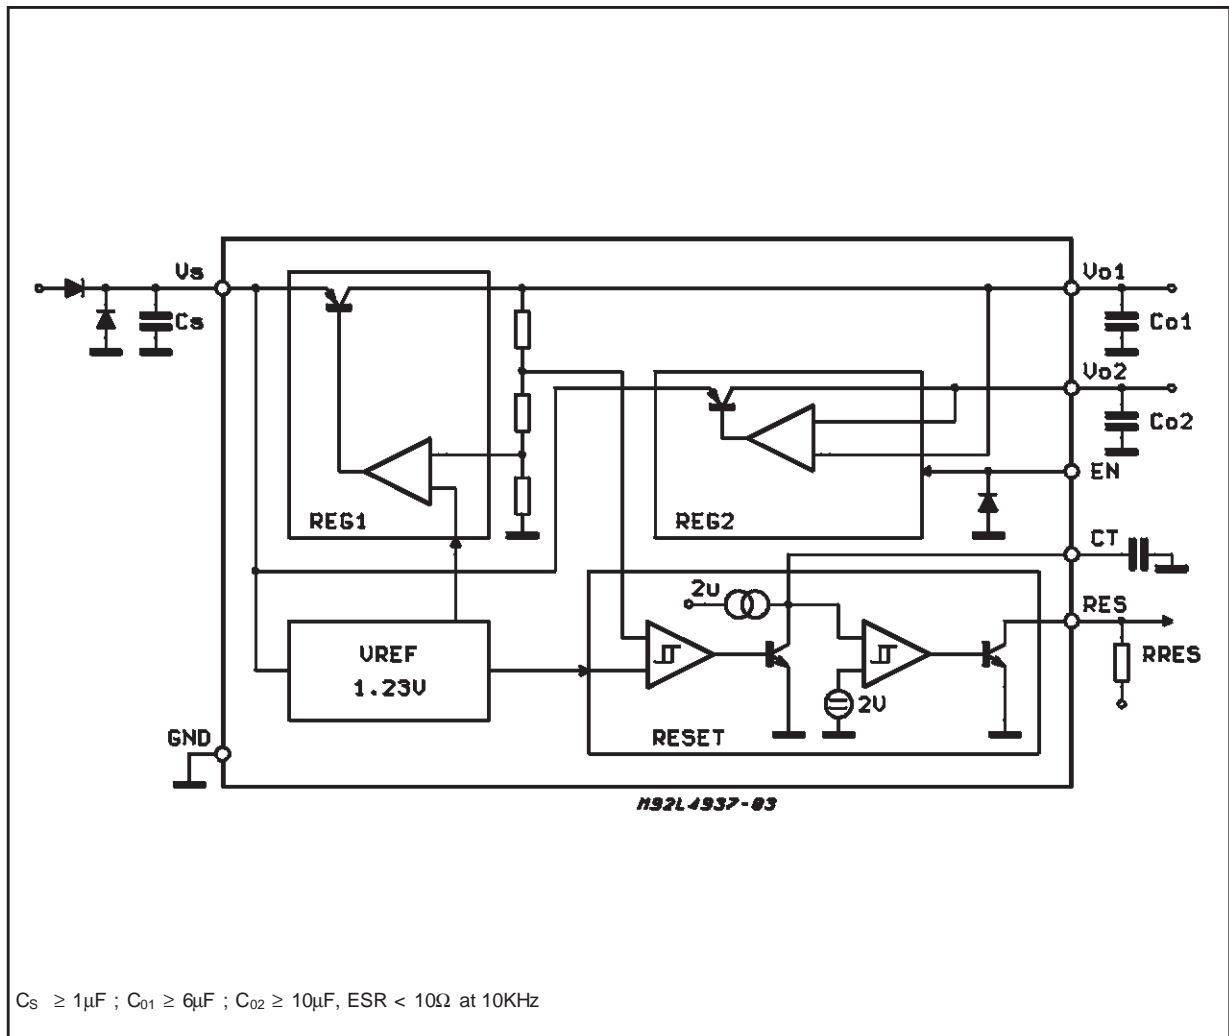 Vs
Cs
REG1
VREF
1.23V
GND
REG2
2u
2V
RESET
Vo1
Co1
Vo2
Co2
EN
CT
RES
RRES
M92L4937-03
CS ≥ 1µF ; C01 ≥ 6µF ; C02 ≥ 10µF, ESR < 10Ω at 10KHz